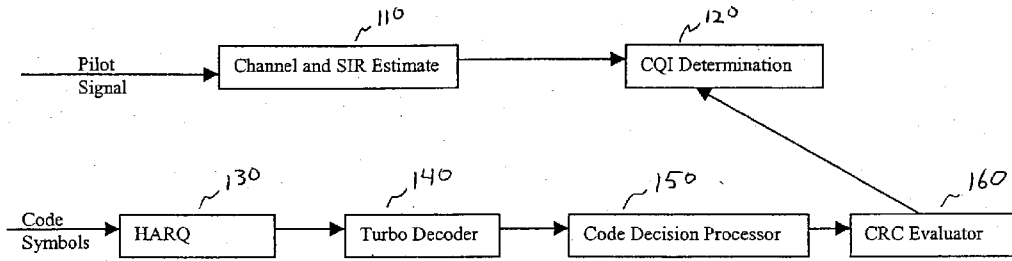 110
120
Pilot
Signal
Channel and SIR Estimate
CQI Determination
130
140
150
160
Code
Symbols
HARQ
Turbo Decoder
Code Decision Processor
CRC Evaluator